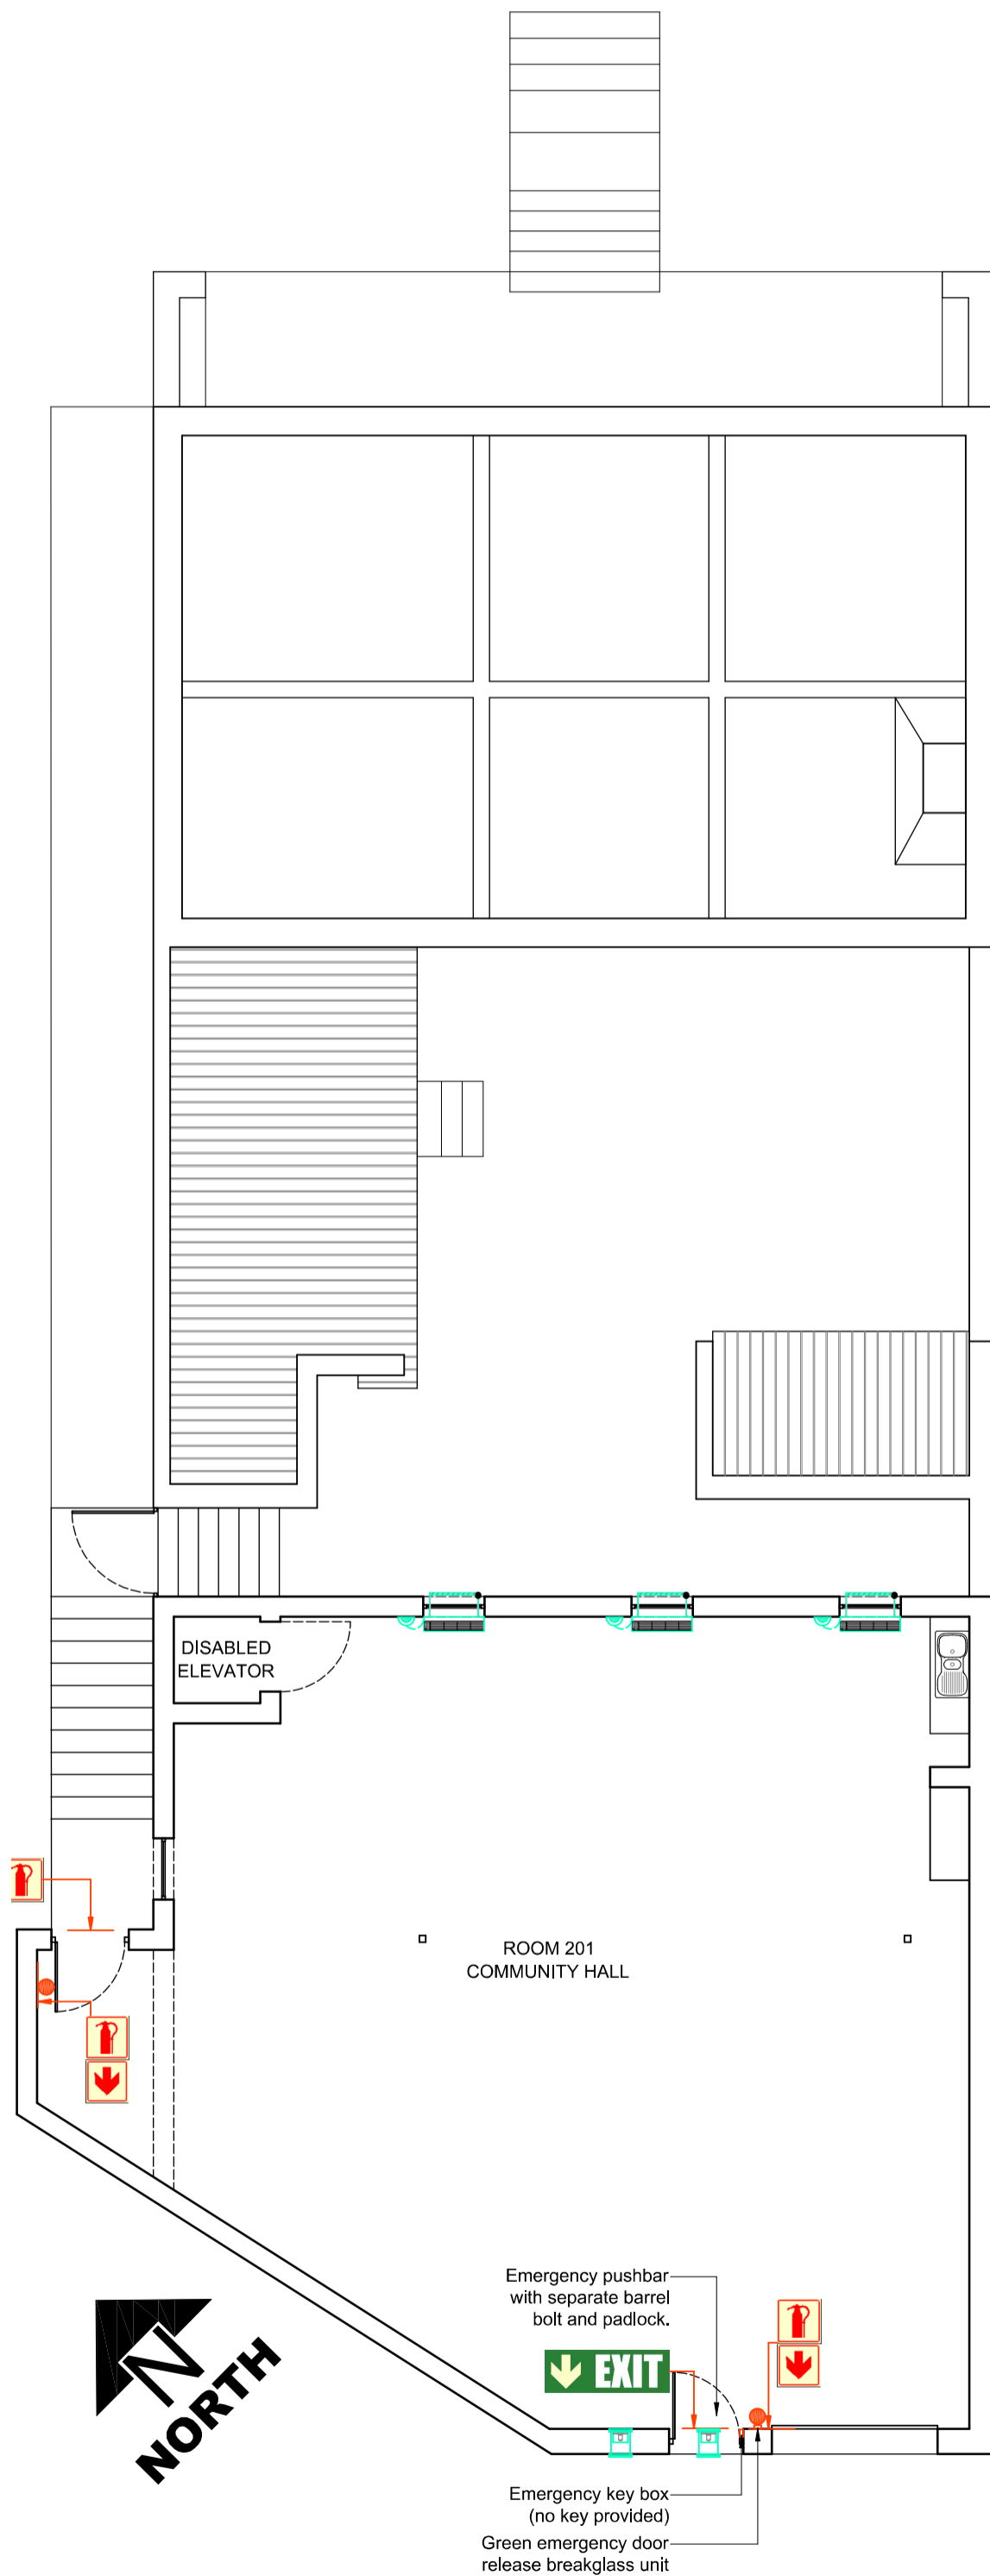 DISABLED
ELEVATOR
ROOM 201
COMMUNITY HALL
Emergency pushbar
with separate barrel
bolt and padlock.
EXIT
N
NORTH
Emergency key box
(no key provided)
Green emergency door
release breakglass unit